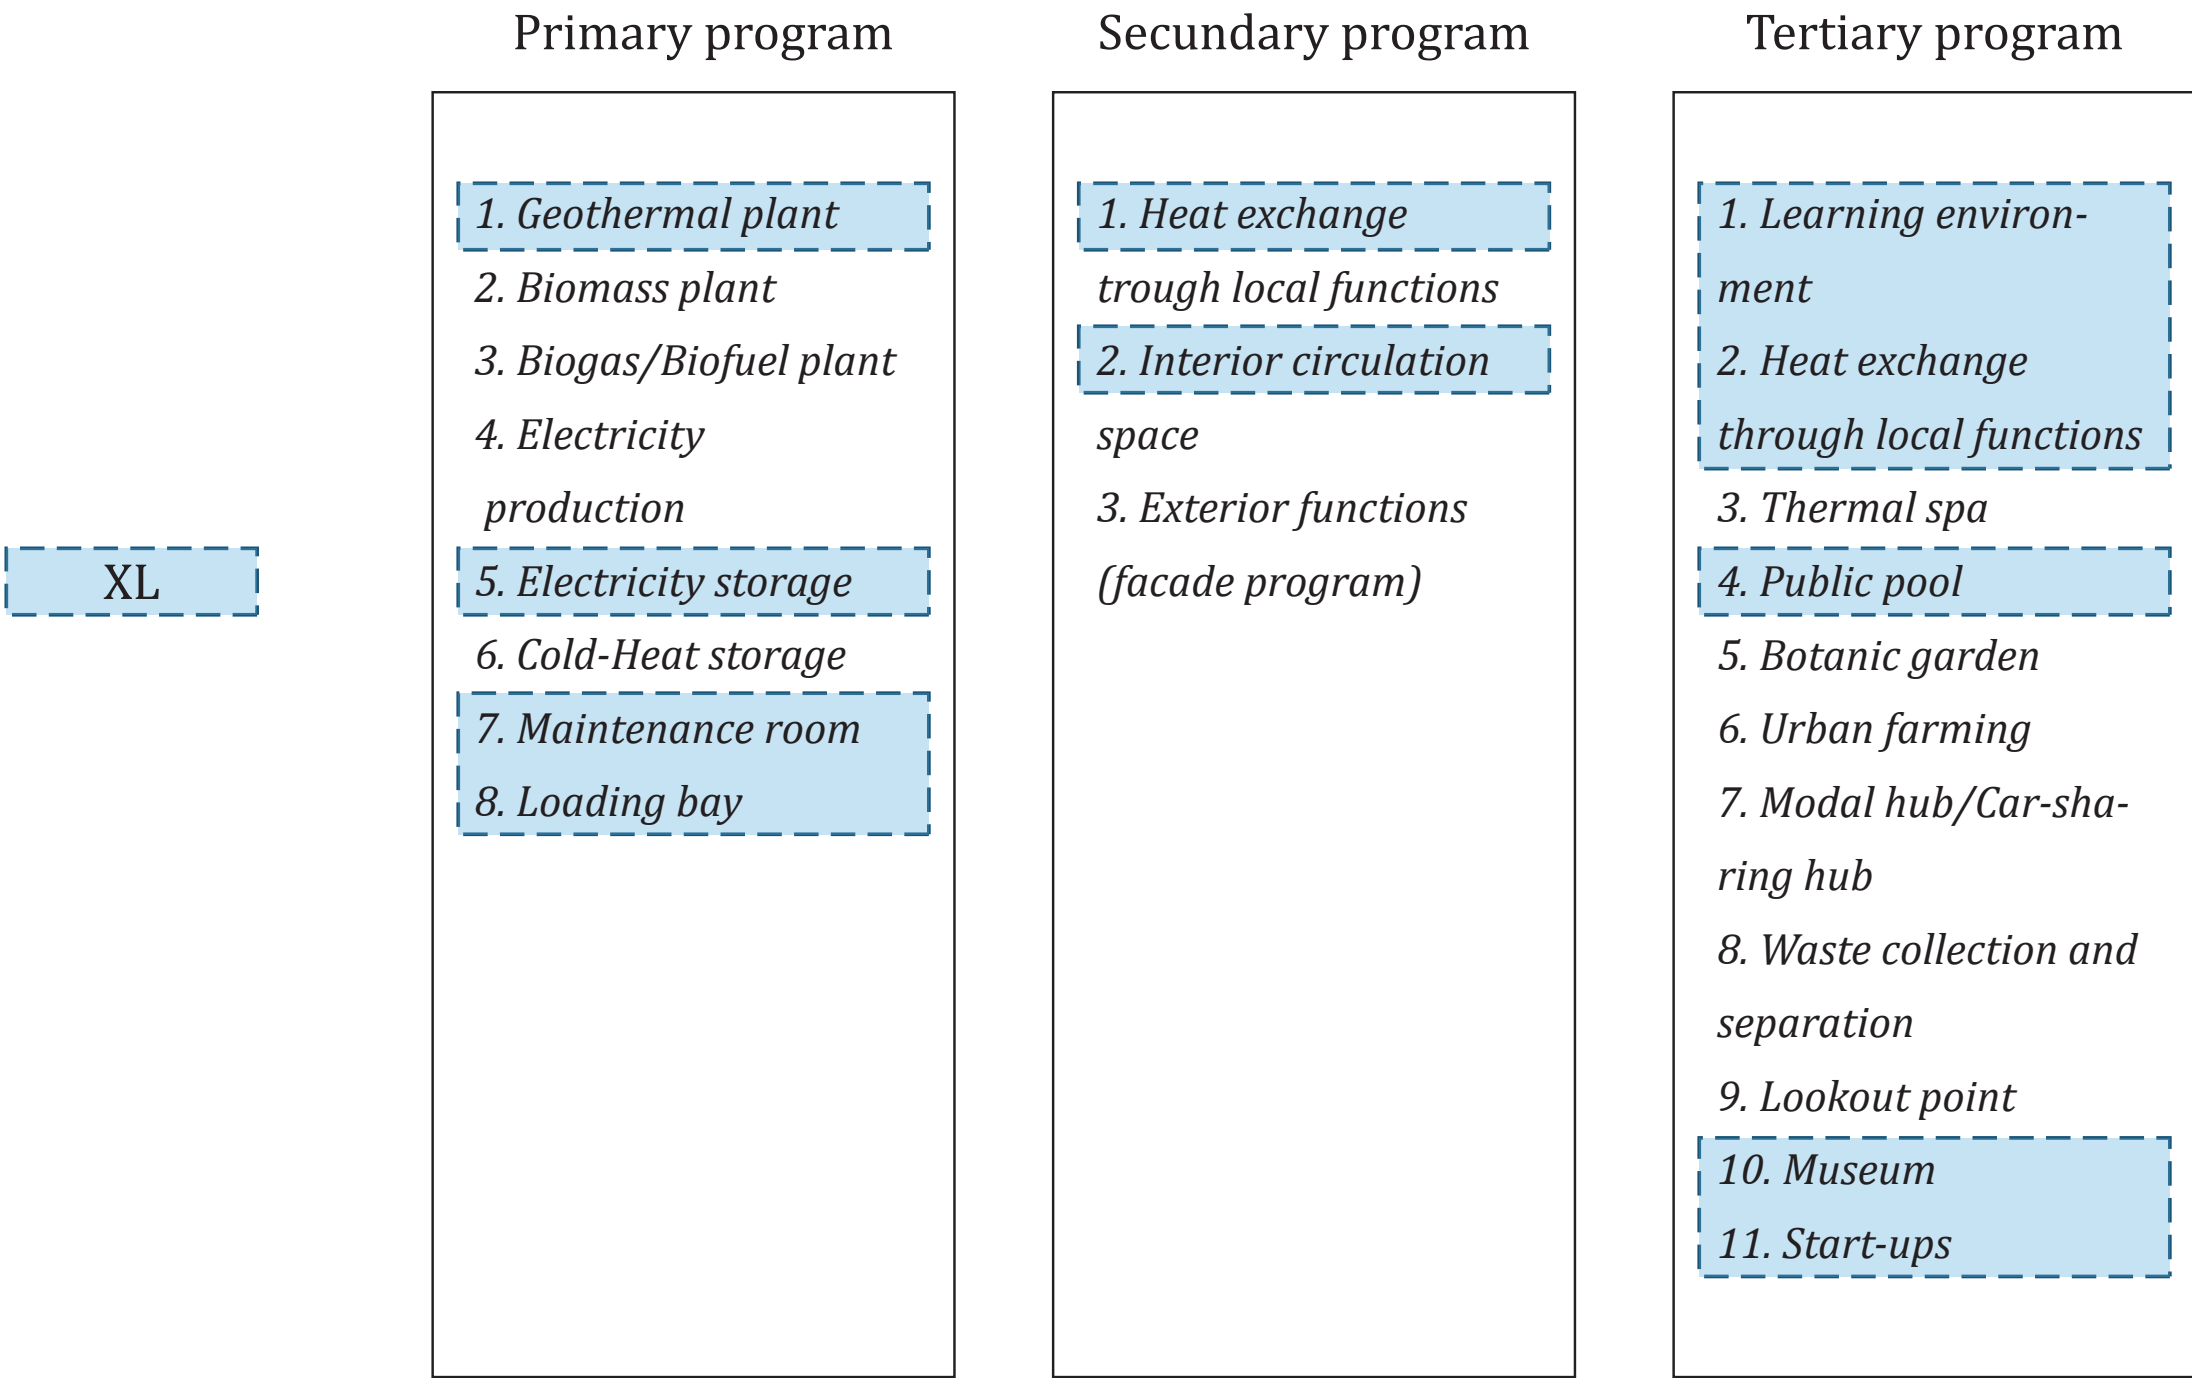 Primary program
1. Geothermal plant
2. Biomass plant
3. Biogas/Biofuel plant
4. Electricity
production
5. Electricity storage
6. Cold-Heat storage
7. Maintenance room
8. Loading bay
Secundary program
1. Heat exchange
trough local functions
2. Interior circulation
space
3. Exterior functions
(facade program)
Tertiary program
1. Learning environ-
ment
2. Heat exchange
through local functions
3. Thermal spa
4. Public pool
5. Botanic garden
6. Urban farming
7. Modal hub/Car-sha-
ring hub
8. Waste collection and
separation
9. Lookout point
10. Museum
11. Start-ups
XL